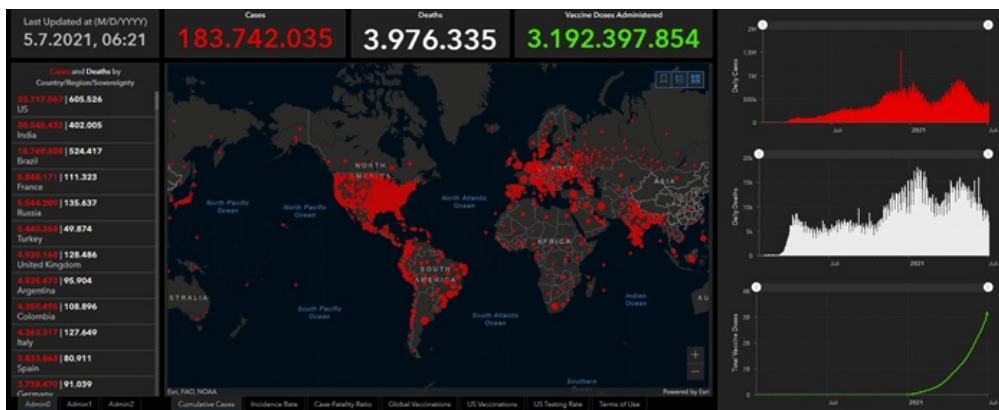 Last Updated at (M/D/YYYY)
5.7.2021, 06:21
Cases
183.742.035
Deaths
3.976.335
Vaccine Doses Administered
3.192.397.854
Cases and Deaths by
Country/Region/Sovereignty
605.526
US
402.005
India
524.417
Brazil
111.323
France
135.637
Russia
49.874
Turkey
128.486
United Kingdom
95.904
Argentina
108.896
Colombia
127.649
Italy
80.911
Spain
91.039
Germany
Admin0
Admin1
Admin2
NORTH
AMERICA
North Pacific
Ocean
North Pacific
Ocean
North Atlantic
Ocean
ASIA
AFRICA
SOUTH
AMERICA
STRALIA
AU
South Pacific
Ocean
South Atlantic
Ocean
Indian
Ocean
Southern
Esri, FAO, NOAA
Powered by Esri
Cumulative Cases
Incidence Rate
Case-Fatality Ratio
Global Vaccinations
US Vaccinations
US Testing Rate
Terms of Use
Daily Cases
2M
1,5M
1M
500k
Juli
2021
Juli
Daily Deaths
20k
15k
10k
5k
Juli
2021
Juli
Total Vaccine Doses
4B
3B
2B
Juli
2021
Juli